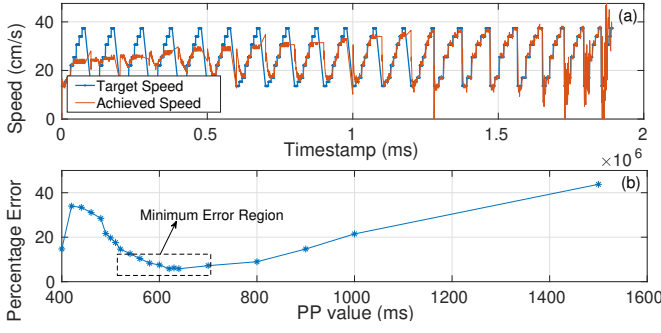 (a)
Speed (cm/s)
40
20
0
Target Speed
Achieved Speed
0 0.5 1 1.5 2
Timestamp (ms)
× 10^6
(b)
Percentage Error
40
20
0
Minimum Error Region
400 600 800 1000 1200 1400 1600
PP value (ms)